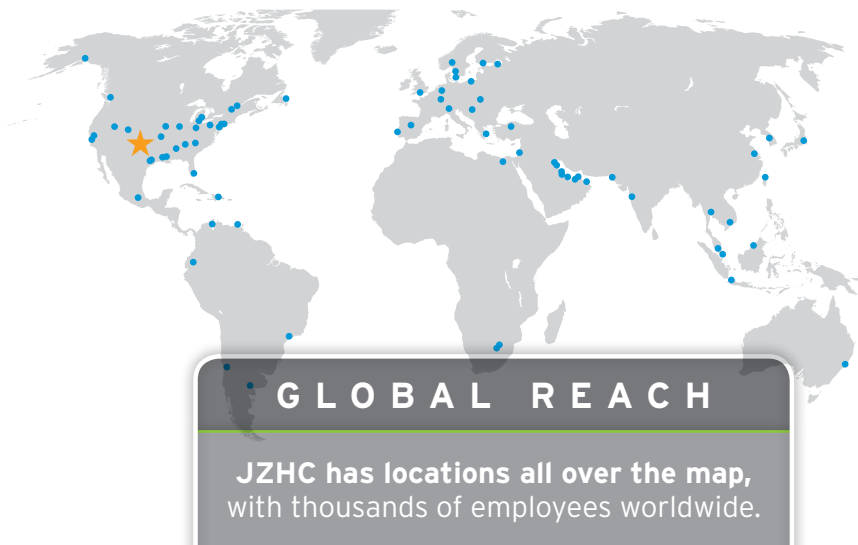 GLOBAL REACH
JZHC has locations all over the map,
with thousands of employees worldwide.